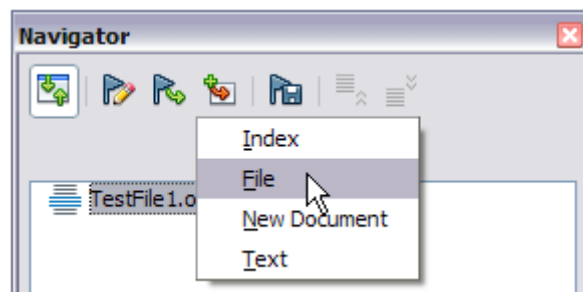 Navigator
Index
File
TestFile1.o
New Document
Text